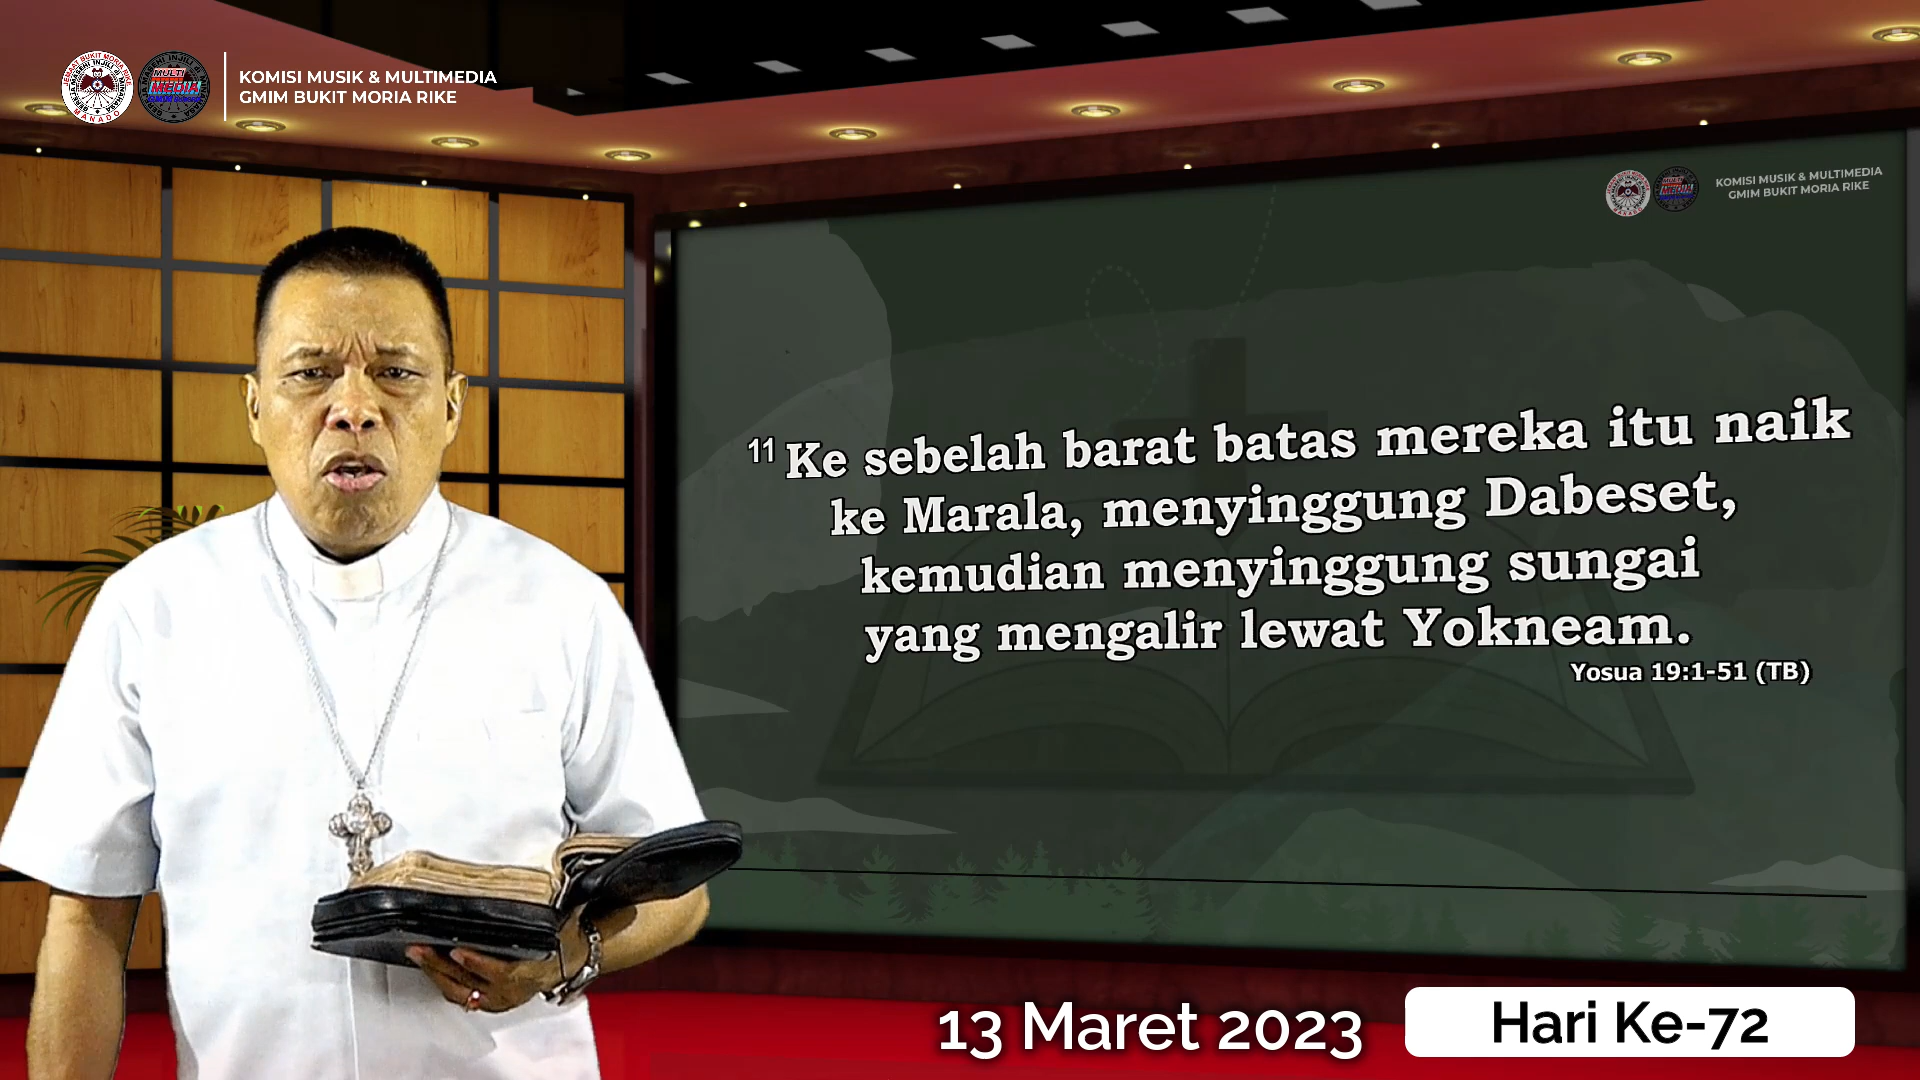 KOMISI MUSIK & MULTIMEDIA
GMIM BUKIT MORIA RIKE
MULTI
MEDIA
KOMISI MUSIK & MULTIMEDIA
GMIM BUKIT MORIA RIKE
11 Ke sebelah barat batas mereka itu naik
ke Marala, menyinggung Dabeset,
kemudian menyinggung sungai
yang mengalir lewat Yokneam.
Yosua 19:1-51 (TB)
13 Maret 2023
Hari Ke-72